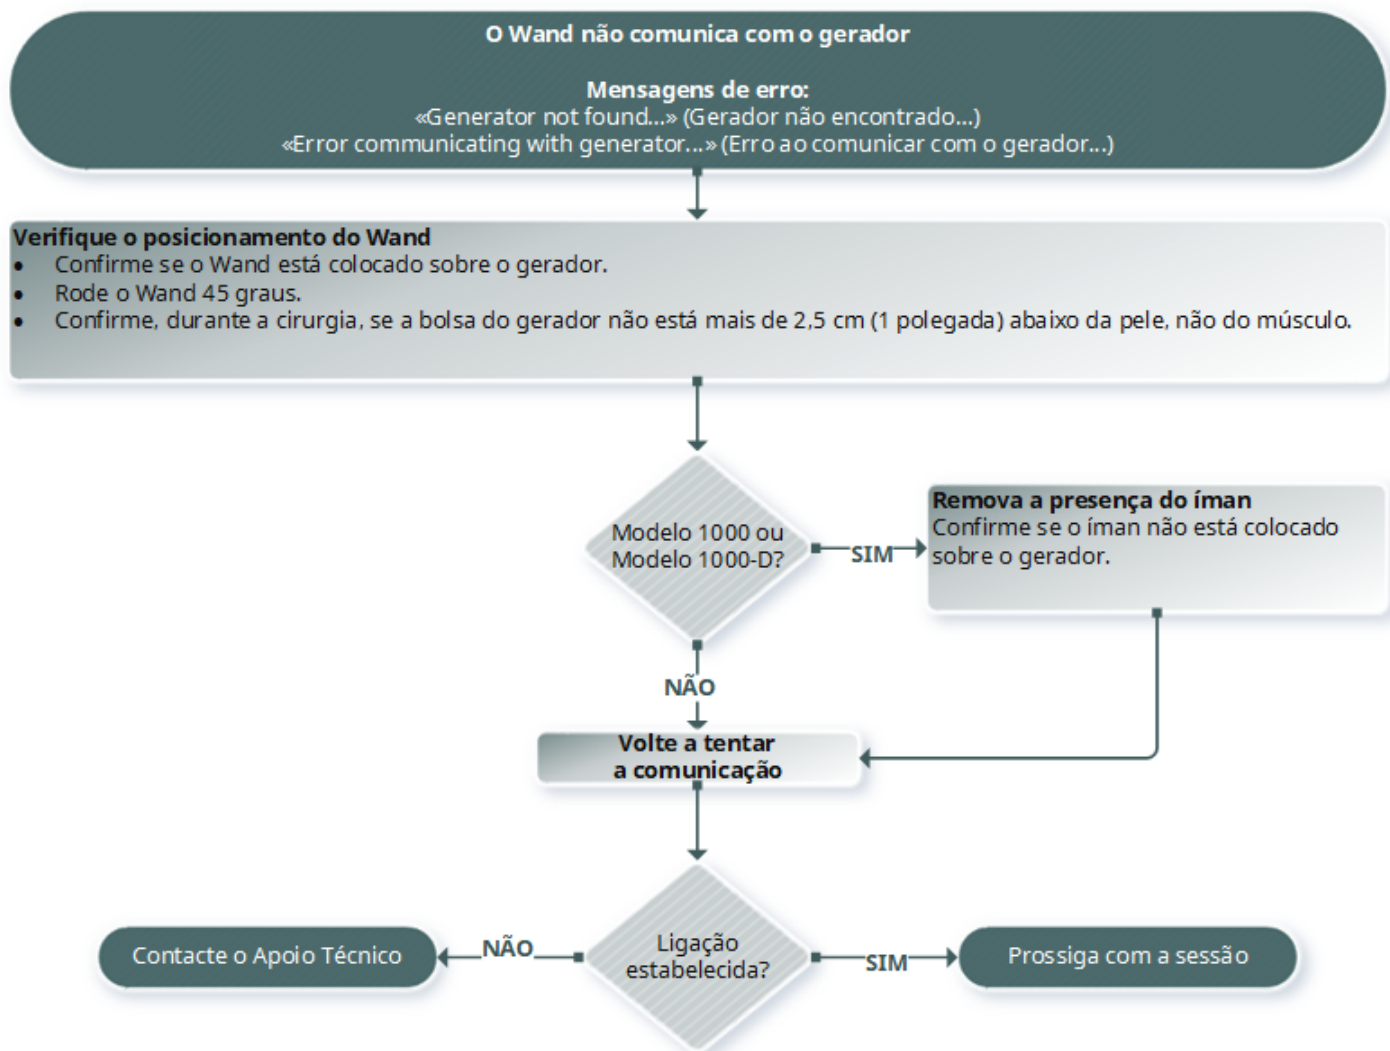 O Wand não comunica com o gerador
Mensagens de erro:
«Generator not found...» (Gerador não encontrado...)
«Error communicating with generator...» (Erro ao comunicar com o gerador...)
Verifique o posicionamento do Wand
• Confirme se o Wand está colocado sobre o gerador.
• Rode o Wand 45 graus.
• Confirme, durante a cirurgia, se a bolsa do gerador não está mais de 2,5 cm (1 polegada) abaixo da pele, não do músculo.
Modelo 1000 ou
Modelo 1000-D?
SIM
Remova a presença do íman
Confirme se o íman não está colocado
sobre o gerador.
NÃO
Volte a tentar
a comunicação
Ligação
estabelecida?
NÃO
Contacte o Apoio Técnico
SIM
Prossiga com a sessão